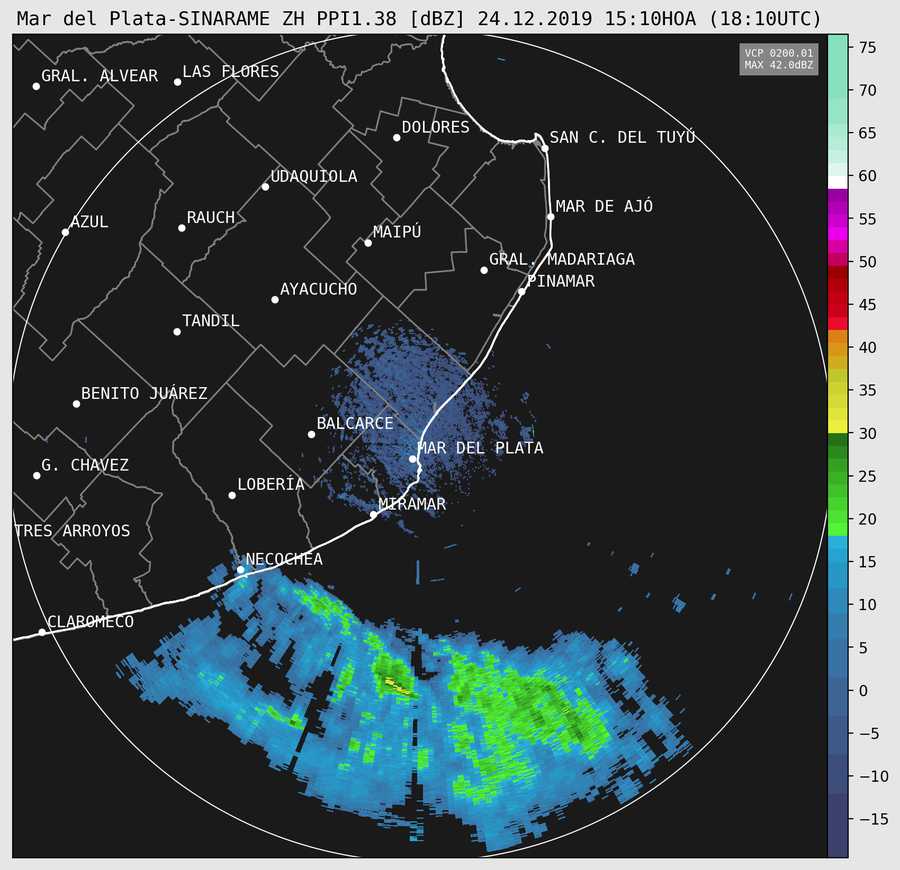 Mar del Plata-SINARAME ZH PPI1.38 [dBZ] 24.12.2019 15:10HOA (18:10UTC)
VCP 0200.01
MAX 42.0dBZ
GRAL. ALVEAR
LAS FLORES
DOLORES
SAN C. DEL TUYÚ
UDAQUIOLA
MAR DE AJÓ
AZUL
RAUCH
MAIPÚ
GRAL. MADARIAGA
PINAMAR
AYACUCHO
TANDIL
BENITO JUÁREZ
BALCARCE
MAR DEL PLATA
G. CHAVEZ
LOBERÍA
MIRAMAR
TRES ARROYOS
NECOCHEA
CLAROMECO
75
70
65
60
55
50
45
40
35
30
25
20
15
10
5
0
−5
−10
−15